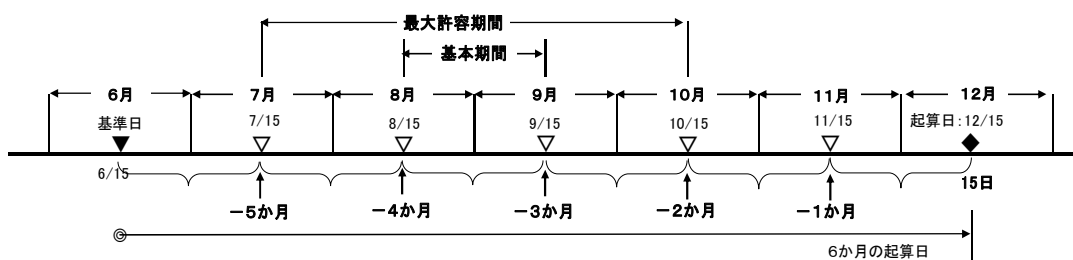 最大許容期間
基本期間
6月 7月 8月 9月 10月 11月 12月
基準日 7/15 8/15 9/15 10/15 11/15 起算日:12/15
6/15
15日
－5か月 －4か月 －3か月 －2か月 －1か月
6か月の起算日